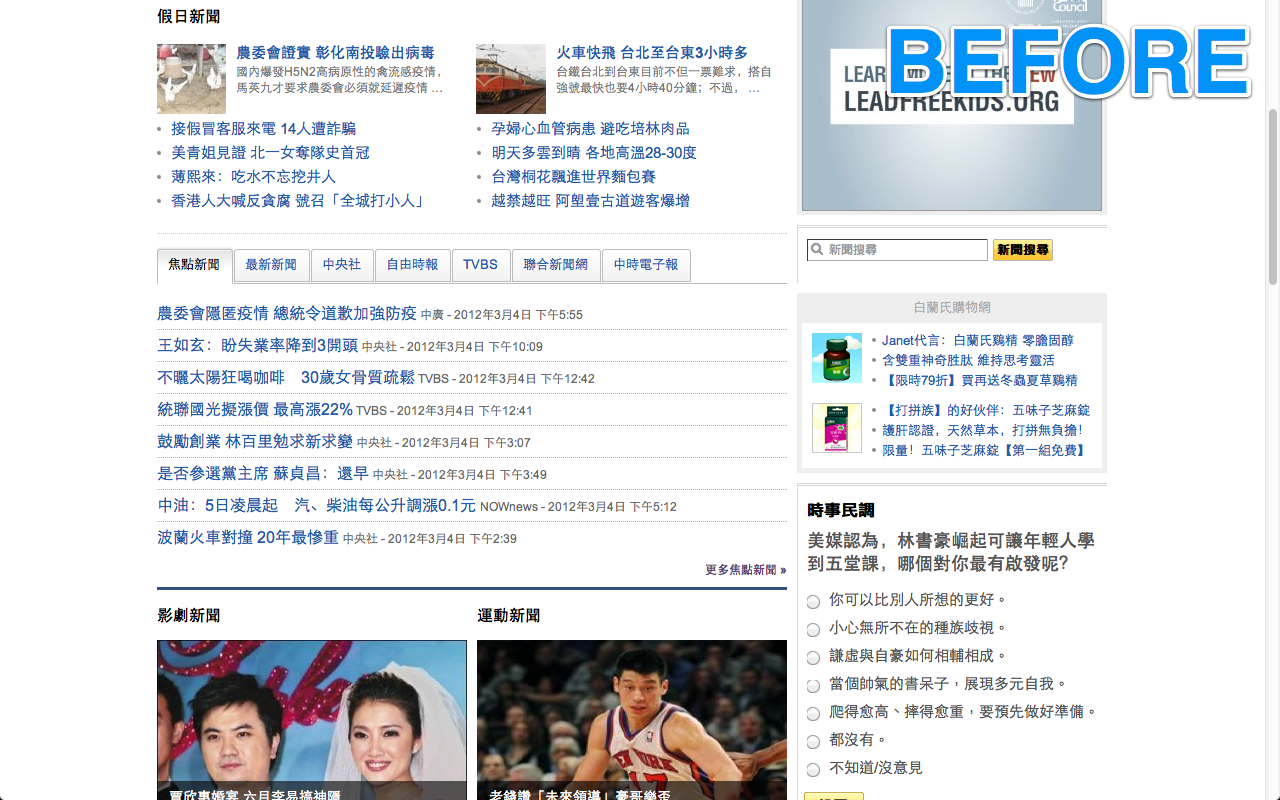 假日新聞
農委會證實 彰化南投驗出病毒
國內爆發H5N2高病原性的禽流感疫情，
馬英九才要求農委會必須就延遲疫情 ...
接假冒客服來電 14人遭詐騙
美青姐見證 北一女奪隊史首冠
薄熙來：吃水不忘挖井人
香港人大喊反貪腐 號召「全城打小人」
火車快飛 台北至台東3小時多
台鐵台北到台東目前不但一票難求，搭自
強號最快也要4小時40分鐘；不過， ...
孕婦心血管病患 避吃培林肉品
明天多雲到晴 各地高溫28-30度
台灣桐花飄進世界麵包賽
越禁越旺 阿塱壹古道遊客爆增
焦點新聞
最新新聞
中央社
自由時報
TVBS
聯合新聞網
中時電子報
農委會隱匿疫情 總統令道歉加強防疫 中廣 - 2012年3月4日 下午5:55
王如玄：盼失業率降到3開頭 中央社 - 2012年3月4日 下午10:09
不曬太陽狂喝咖啡　30歲女骨質疏鬆 TVBS - 2012年3月4日 下午12:42
統聯國光擬漲價 最高漲22% TVBS - 2012年3月4日 下午12:41
鼓勵創業 林百里勉求新求變 中央社 - 2012年3月4日 下午3:07
是否參選黨主席 蘇貞昌：還早 中央社 - 2012年3月4日 下午3:49
中油：5日凌晨起　汽、柴油每公升調漲0.1元 NOWnews - 2012年3月4日 下午5:12
波蘭火車對撞 20年最慘重 中央社 - 2012年3月4日 下午2:39
更多焦點新聞 »
影劇新聞
運動新聞
BEFORE
LEADFREEKIDS.ORG
新聞搜尋
新聞搜尋
白蘭氏購物網
Janet代言：白蘭氏鷄精 零膽固醇
含雙重神奇胜肽 維持思考靈活
【限時79折】買再送冬蟲夏草鷄精
【打拼族】的好伙伴：五味子芝麻錠
護肝認證，天然草本，打拼無負擔！
限量！五味子芝麻錠【第一組免費】
時事民調
美媒認為，林書豪崛起可讓年輕人學
到五堂課，哪個對你最有啟發呢？
你可以比別人所想的更好。
小心無所不在的種族歧視。
謙虛與自豪如何相輔相成。
當個帥氣的書呆子，展現多元自我。
爬得愈高、摔得愈重，要預先做好準備。
都沒有。
不知道/沒意見